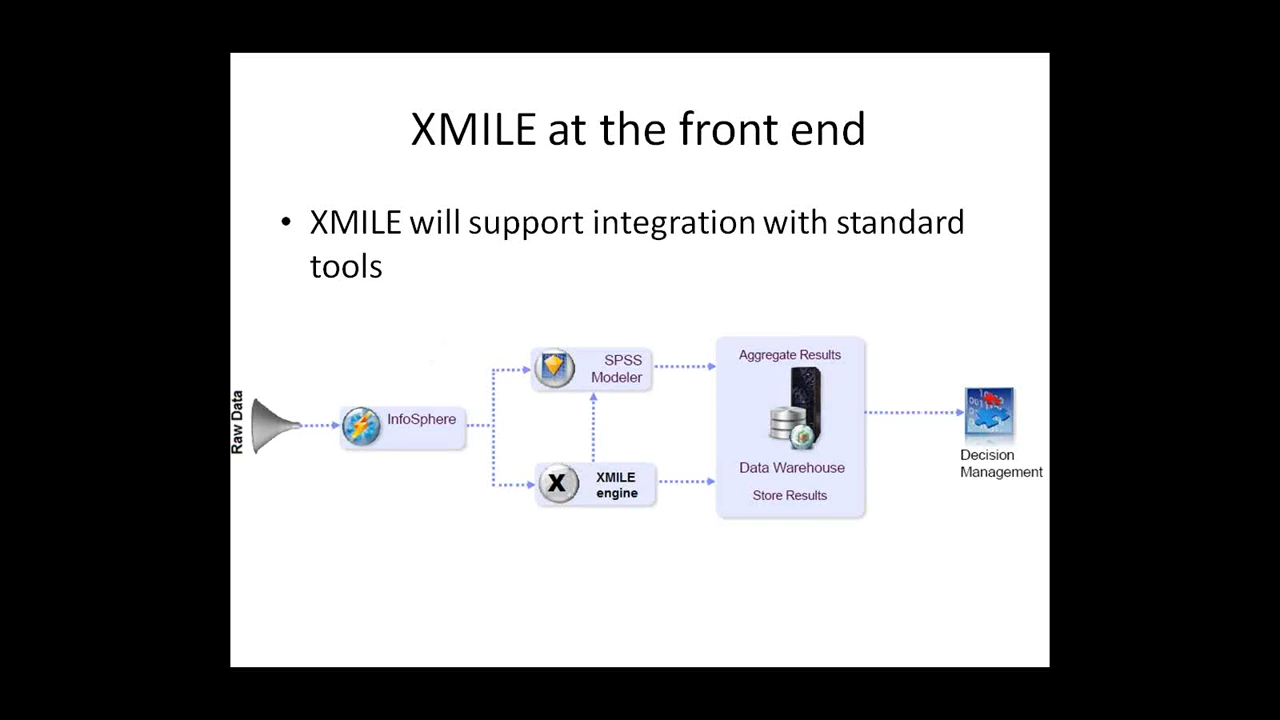 XMILE at the front end
• XMILE will support integration with standard
tools
Raw Data
InfoSphere
SPSS
Modeler
X
XMILE
engine
Aggregate Results
Data Warehouse
Store Results
Decision
Management